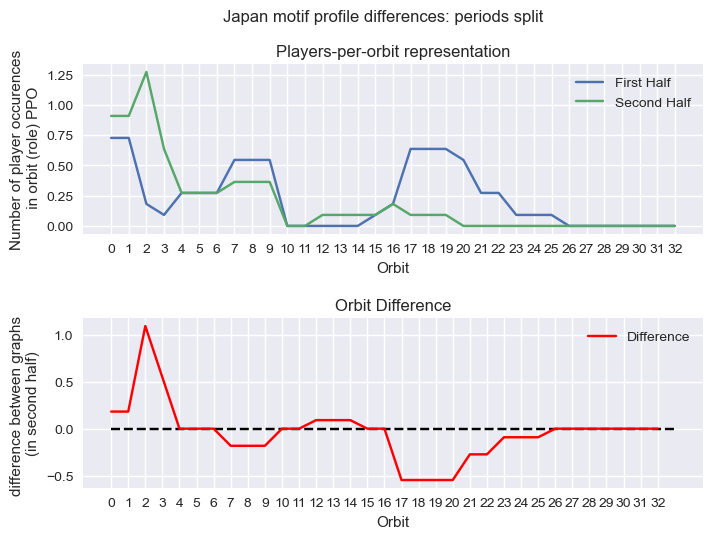 Japan motif profile differences: periods split
Players-per-orbit representation
Number of player occurences
in orbit (role) PPO
1.25
1.00
0.75
0.50
0.25
0.00
First Half
Second Half
0 1 2 3 4 5 6 7 8 9 10 11 12 13 14 15 16 17 18 19 20 21 22 23 24 25 26 27 28 29 30 31 32
Orbit
Orbit Difference
difference between graphs
(in second half)
1.0
0.5
0.0
−0.5
Difference
0 1 2 3 4 5 6 7 8 9 10 11 12 13 14 15 16 17 18 19 20 21 22 23 24 25 26 27 28 29 30 31 32
Orbit